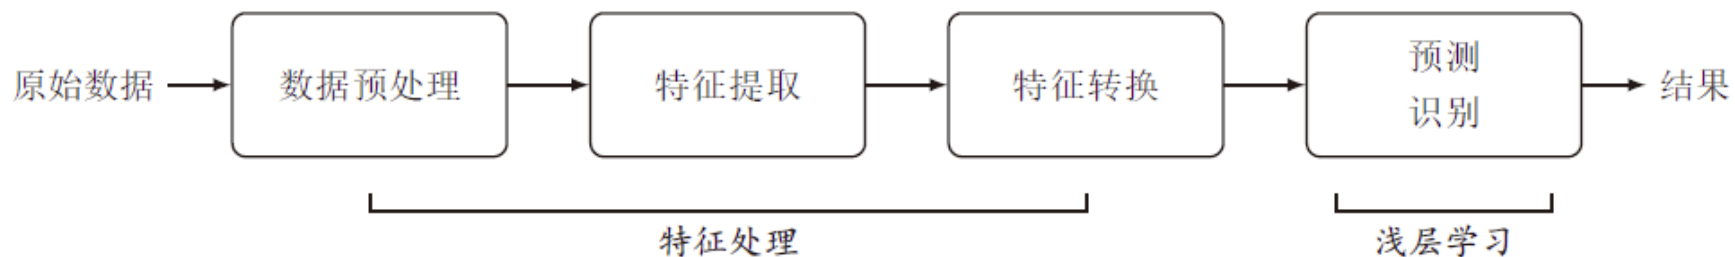 原始数据
数据预处理
特征提取
特征转换
预测
识别
结果
特征处理
浅层学习